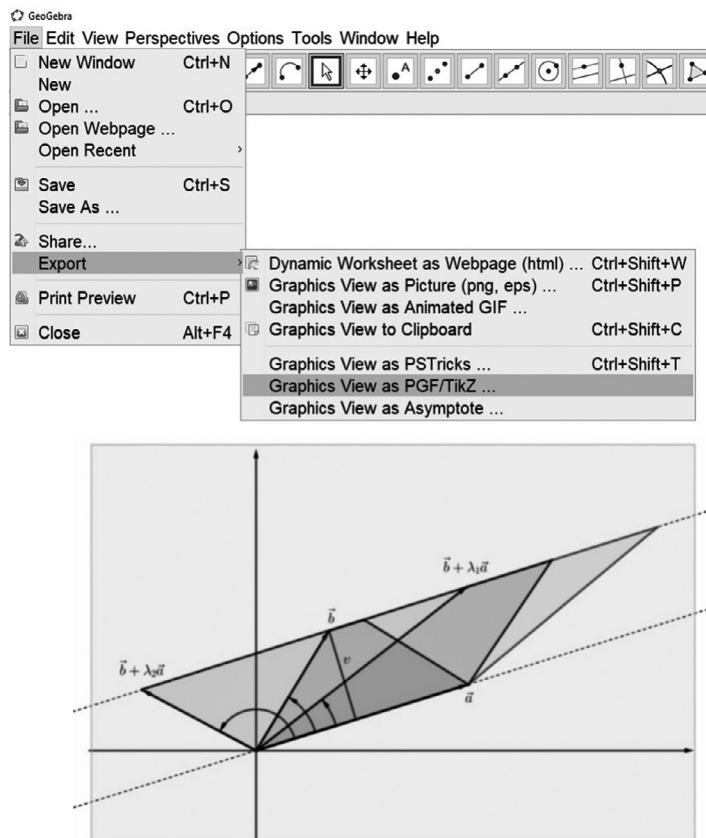 GeoGebra
File Edit View Perspectives Options Tools Window Help
New Window Ctrl+N
New
Open ... Ctrl+O
Open Webpage ...
Open Recent
Save Ctrl+S
Save As ...
Share...
Export
Print Preview Ctrl+P
Close Alt+F4
Dynamic Worksheet as Webpage (html) ... Ctrl+Shift+W
Graphics View as Picture (png, eps) ... Ctrl+Shift+P
Graphics View as Animated GIF ...
Graphics View to Clipboard Ctrl+Shift+C
Graphics View as PSTricks ... Ctrl+Shift+T
Graphics View as PGF/TikZ ...
Graphics View as Asymptote ...
A
b⃗ + λ₁a⃗
b⃗
v
b⃗ + λ₂a⃗
a⃗